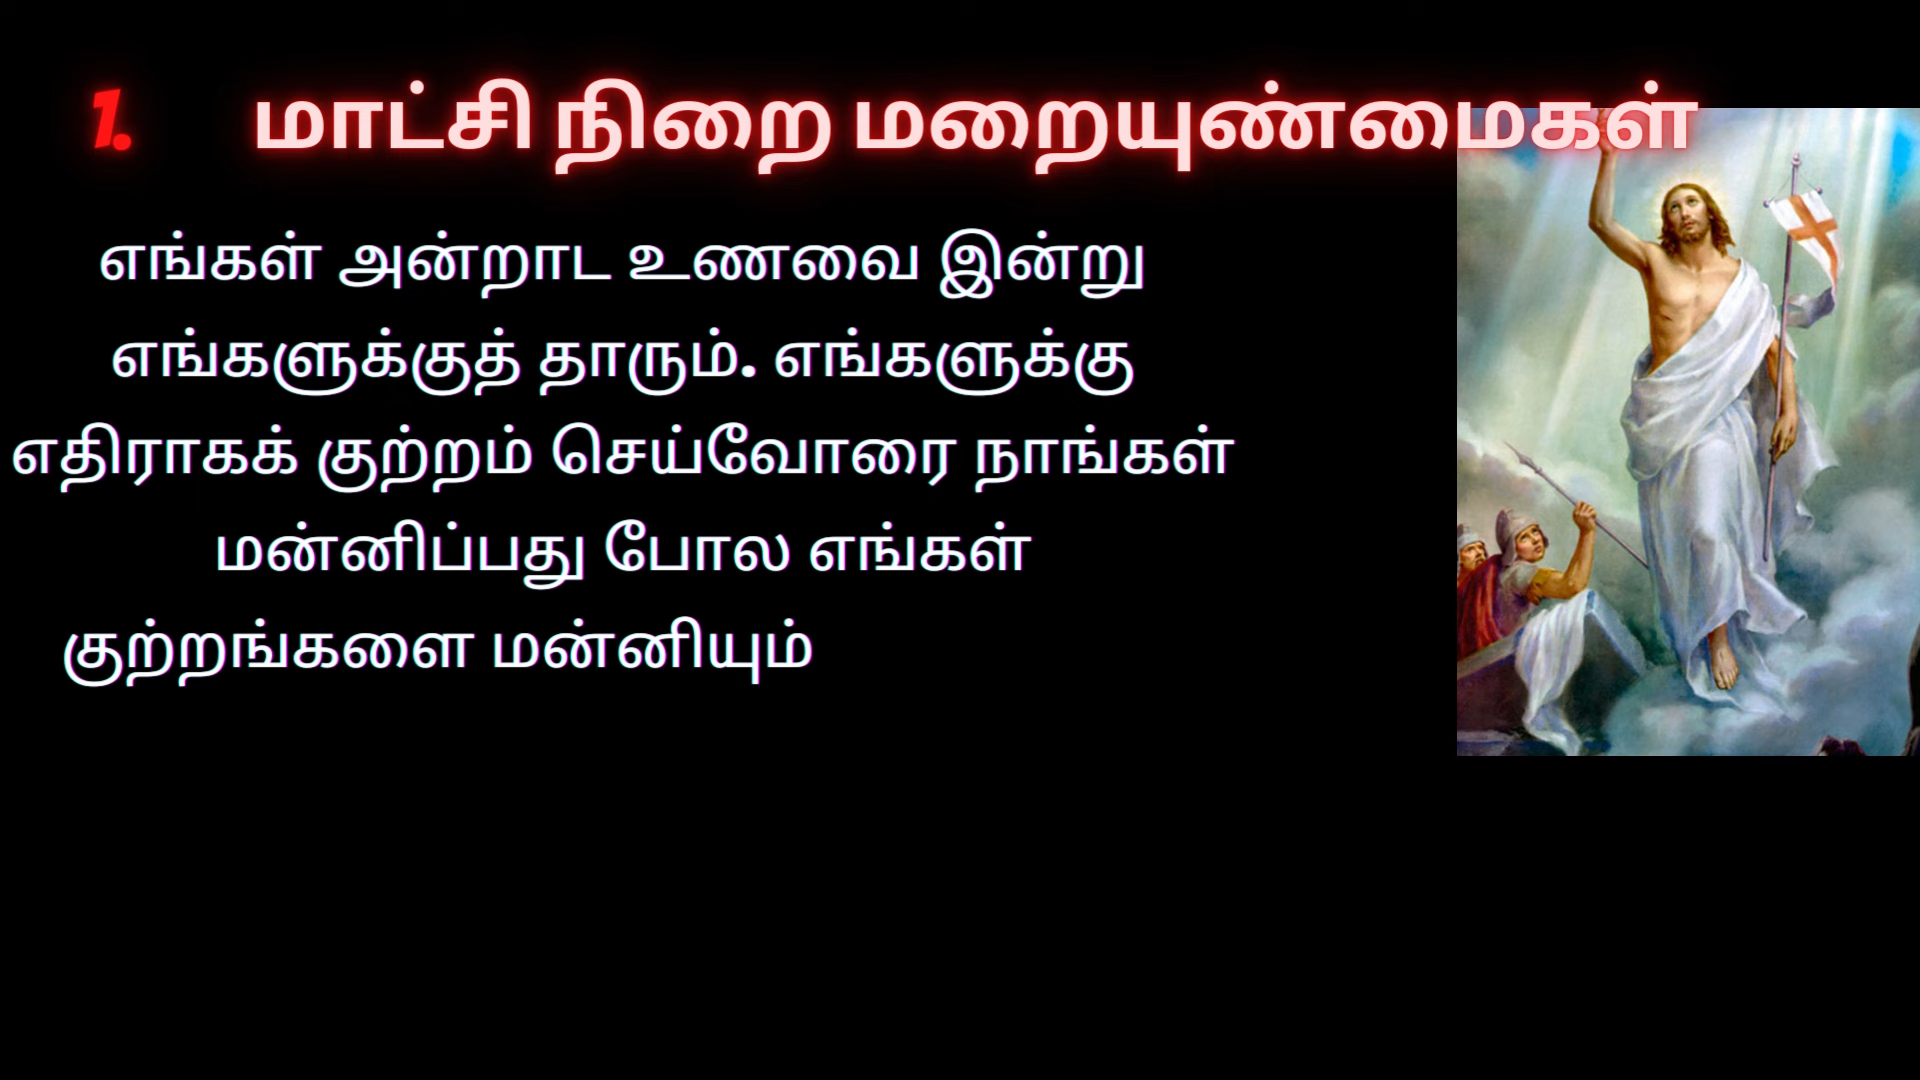 1. மாட்சி நிறை மறையுண்மைகள்
எங்கள் அன்றாட உணவை இன்று
எங்களுக்குத் தாரும். எங்களுக்கு
எதிராகக் குற்றம் செய்வோரை நாங்கள்
மன்னிப்பது போல எங்கள்
குற்றங்களை மன்னியும்